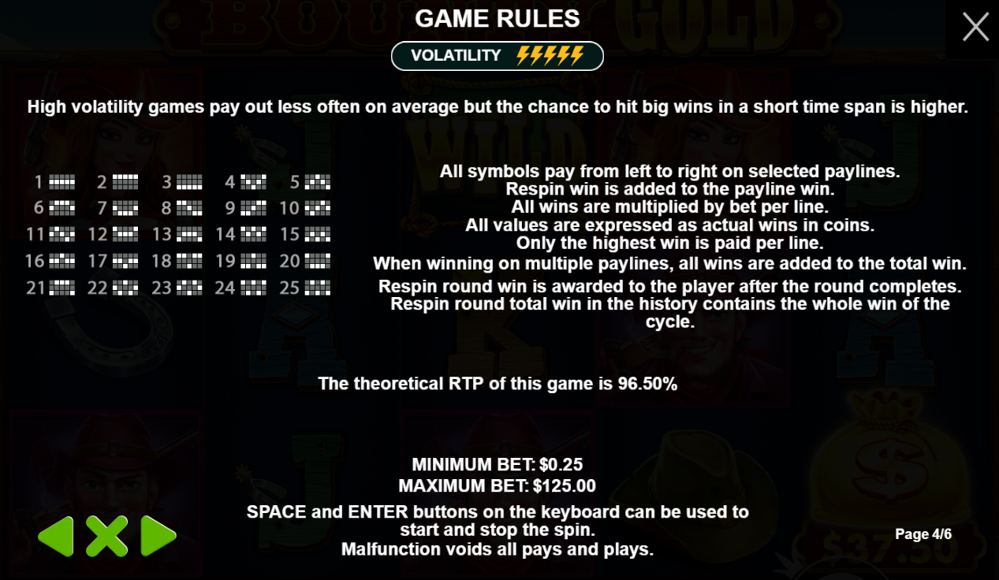 BOUNTY GOLD
GAME RULES
VOLATILITY
High volatility games pay out less often on average but the chance to hit big wins in a short time span is higher.
1 2 3 4 5
6 7 8 9 10
11 12 13 14 15
16 17 18 19 20
21 22 23 24 25
All symbols pay from left to right on selected paylines.
Respin win is added to the payline win.
All wins are multiplied by bet per line.
All values are expressed as actual wins in coins.
Only the highest win is paid per line.
When winning on multiple paylines, all wins are added to the total win.
Respin round win is awarded to the player after the round completes.
Respin round total win in the history contains the whole win of the
cycle.
WILD
J
A
K
A
The theoretical RTP of this game is 96.50%
MINIMUM BET: $0.25
MAXIMUM BET: $125.00
SPACE and ENTER buttons on the keyboard can be used to
start and stop the spin.
Malfunction voids all pays and plays.
J
$
$37.50
Page 4/6